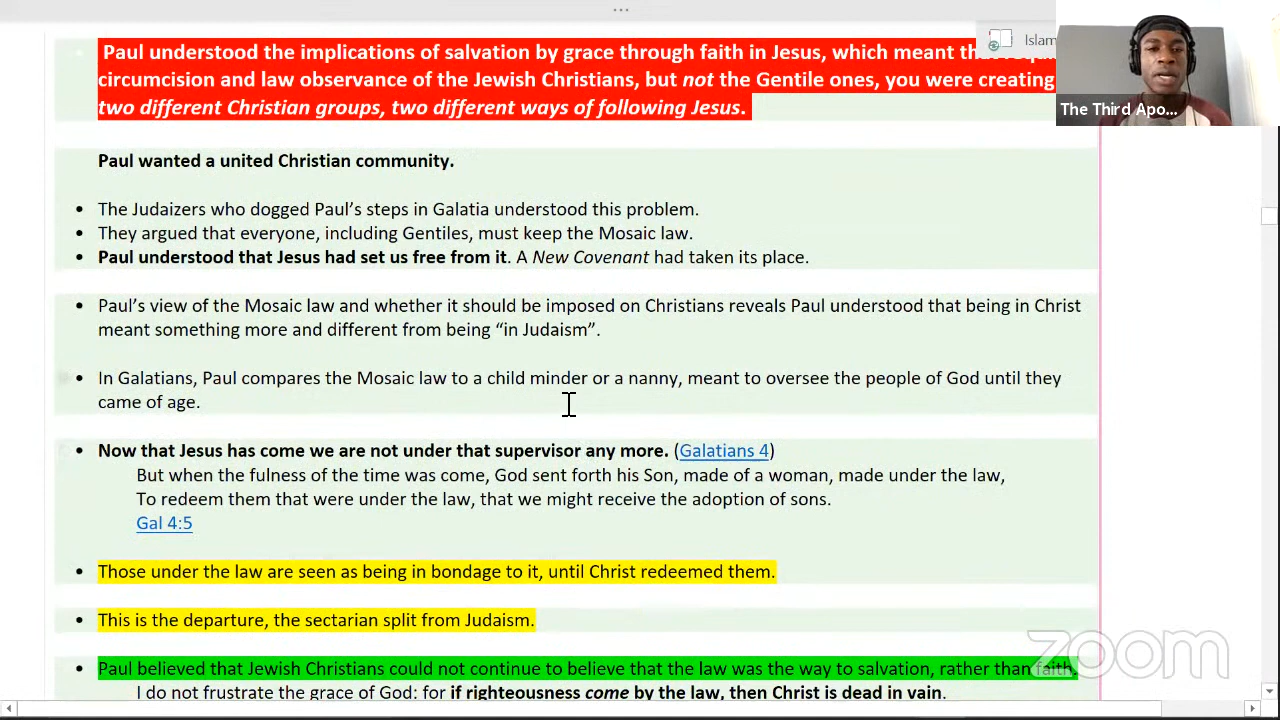 Islam
Paul understood the implications of salvation by grace through faith in Jesus, which meant
circumcision and law observance of the Jewish Christians, but not the Gentile ones, you were creating
two different Christian groups, two different ways of following Jesus.
The Third Apo...
Paul wanted a united Christian community.
• The Judaizers who dogged Paul's steps in Galatia understood this problem.
• They argued that everyone, including Gentiles, must keep the Mosaic law.
• Paul understood that Jesus had set us free from it. A New Covenant had taken its place.
• Paul's view of the Mosaic law and whether it should be imposed on Christians reveals Paul understood that being in Christ
meant something more and different from being “in Judaism”.
• In Galatians, Paul compares the Mosaic law to a child minder or a nanny, meant to oversee the people of God until they
came of age.
• Now that Jesus has come we are not under that supervisor any more. (Galatians 4)
But when the fulness of the time was come, God sent forth his Son, made of a woman, made under the law,
To redeem them that were under the law, that we might receive the adoption of sons.
Gal 4:5
• Those under the law are seen as being in bondage to it, until Christ redeemed them.
• This is the departure, the sectarian split from Judaism.
• Paul believed that Jewish Christians could not continue to believe that the law was the way to salvation, rather than faith.
I do not frustrate the grace of God: for if righteousness come by the law, then Christ is dead in vain.
zoom